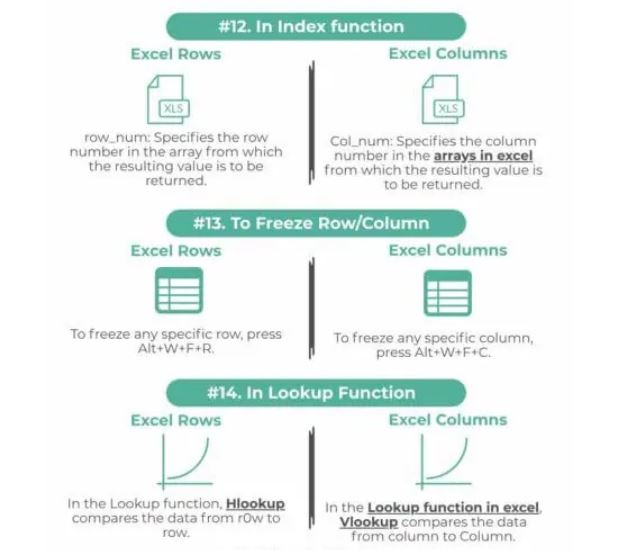 #12. In Index function
Excel Rows
Excel Columns
XLS
XLS
row_num: Specifies the row
number in the array from which
the resulting value is to be
returned.
Col_num: Specifies the column
number in the arrays in excel
from which the resulting value is
to be returned.
#13. To Freeze Row/Column
Excel Rows
Excel Columns
To freeze any specific row, press
Alt+W+F+R.
To freeze any specific column,
press Alt+W+F+C.
#14. In Lookup Function
Excel Rows
Excel Columns
In the Lookup function, Hlookup
compares the data from r0w to
row.
In the Lookup function in excel,
Vlookup compares the data
from column to Column.